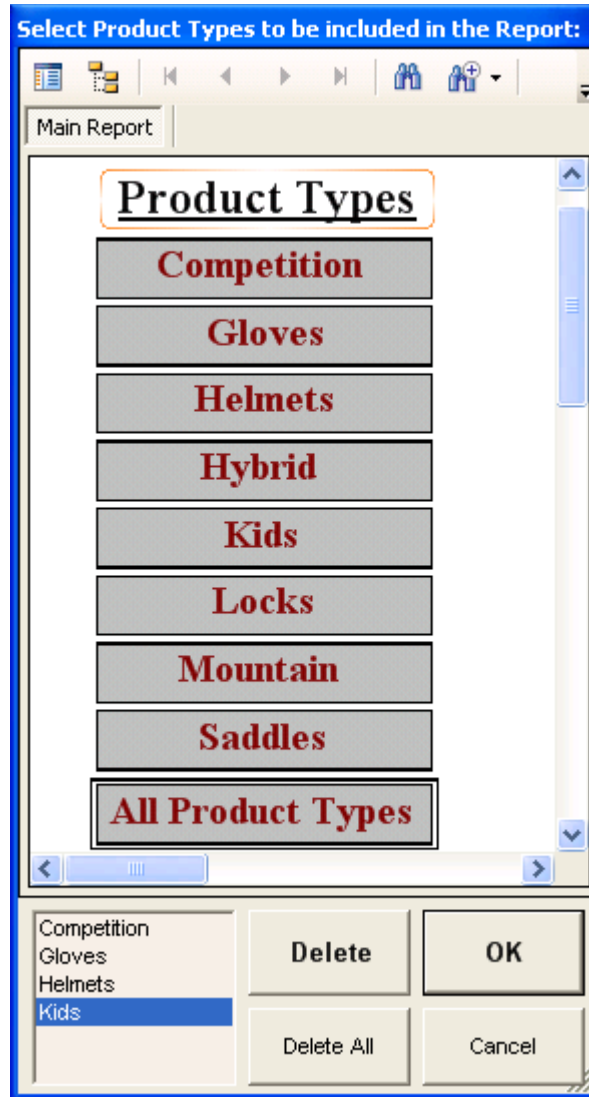 Select Product Types to be included in the Report:
Main Report
Product Types
Competition
Gloves
Helmets
Hybrid
Kids
Locks
Mountain
Saddles
All Product Types
Competition
Gloves
Helmets
Kids
Delete
OK
Delete All
Cancel